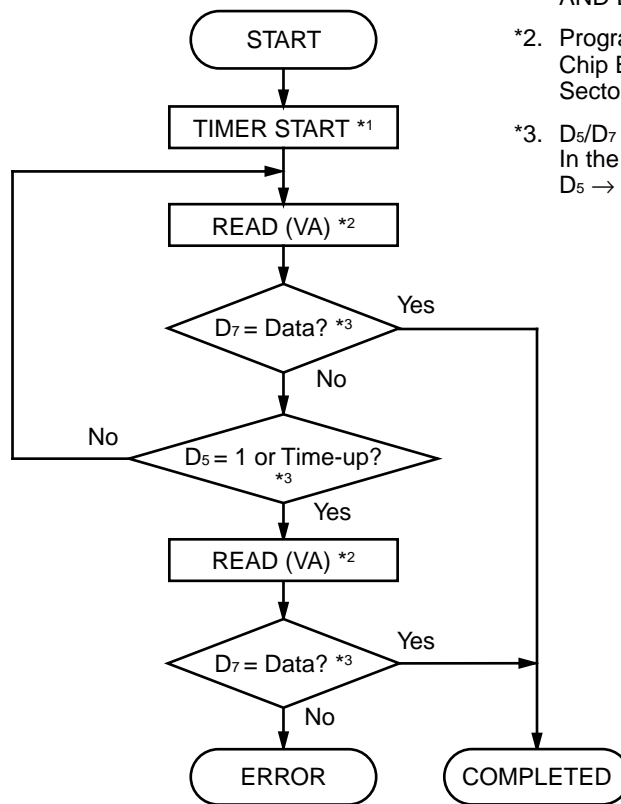 START
TIMER START *1
READ (VA) *2
D7 = Data? *3
Yes
No
D5 = 1 or Time-up?
*3
No
Yes
READ (VA) *2
D7 = Data? *3
Yes
No
ERROR
COMPLETED
AND
*2.
Chip
*3. D5/D7
In the
D5 →